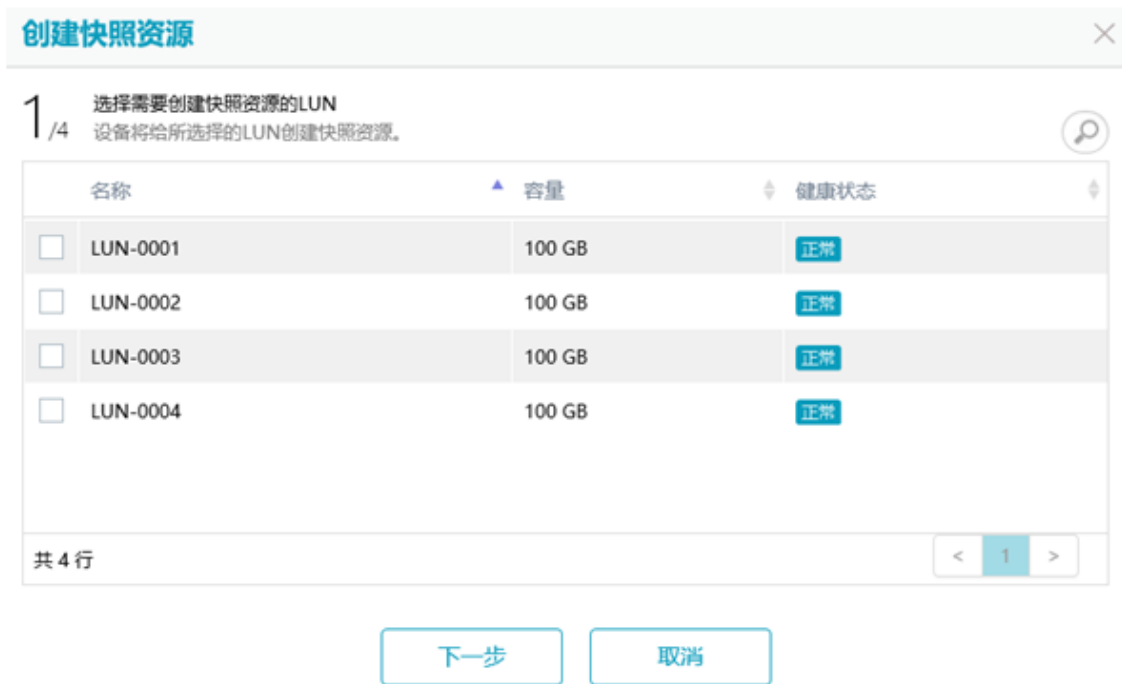 创建快照资源
1/4 选择需要创建快照资源的LUN
设备将给所选择的LUN创建快照资源。
名称 容量 健康状态
LUN-0001 100 GB 正常
LUN-0002 100 GB 正常
LUN-0003 100 GB 正常
LUN-0004 100 GB 正常
共 4 行 < 1 >
下一步 取消